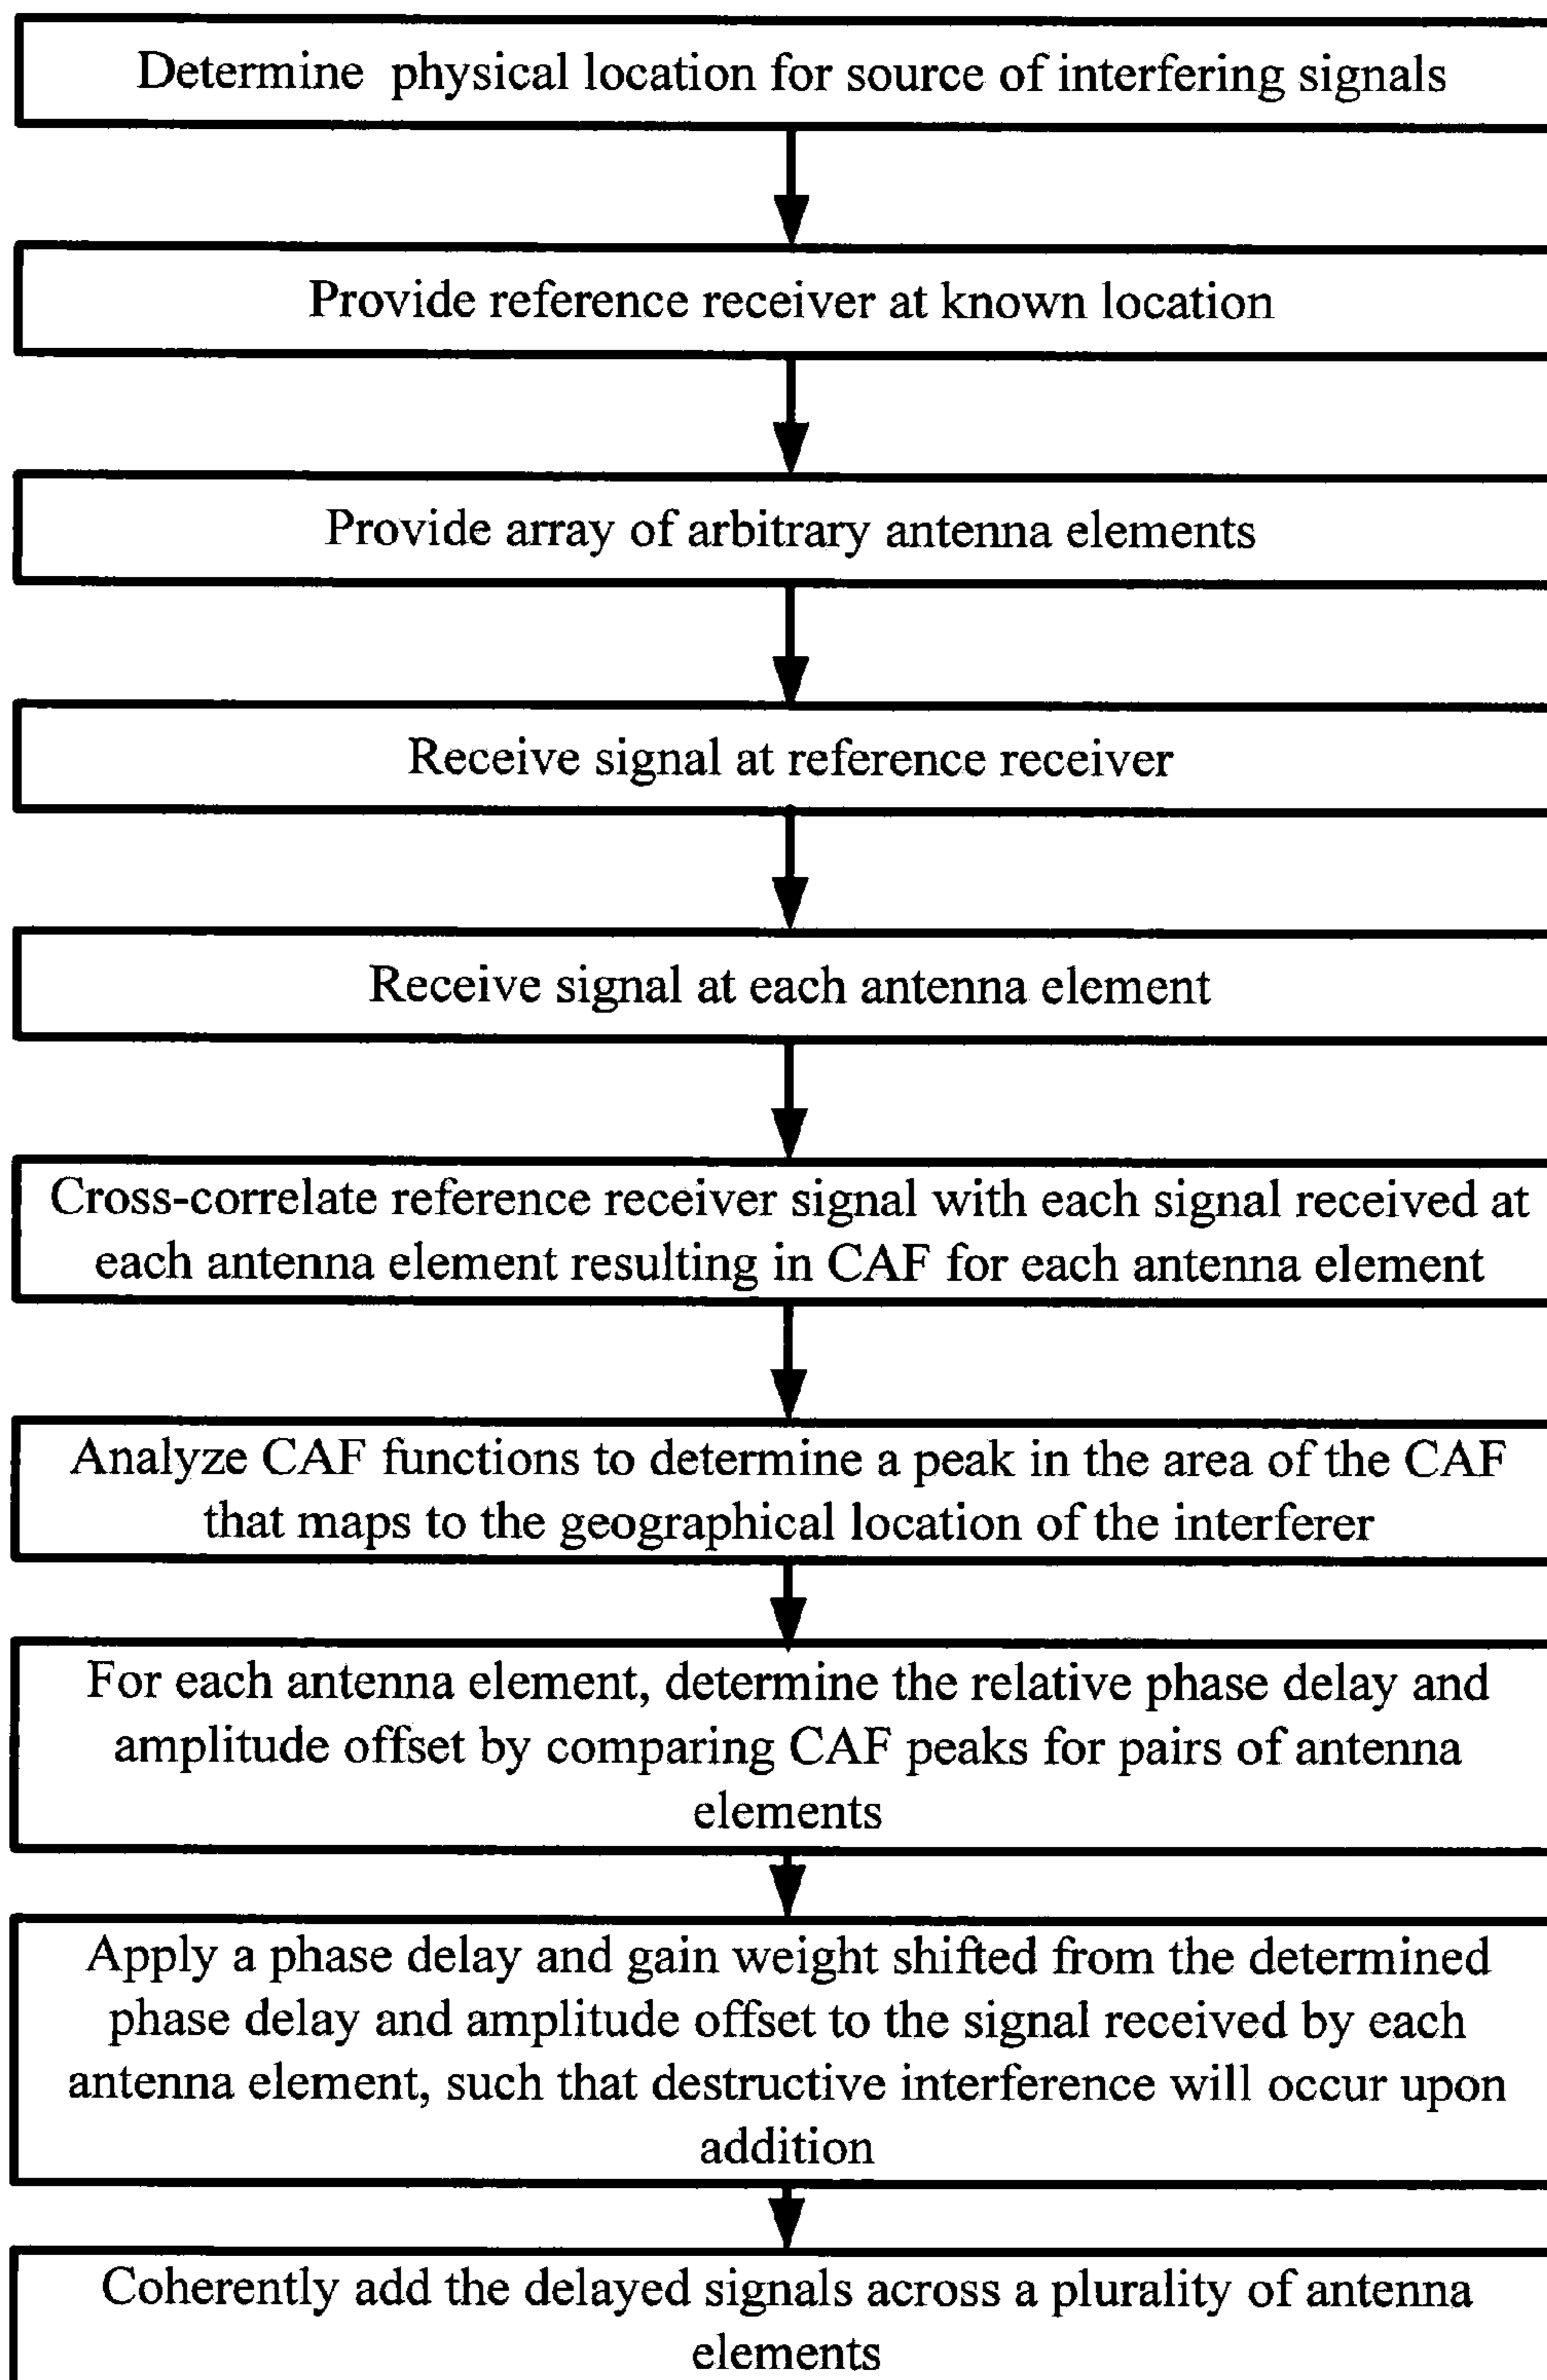 Determine physical location for source of interfering signals
Provide reference receiver at known location
Provide array of arbitrary antenna elements
Receive signal at reference receiver
Receive signal at each antenna element
Cross-correlate reference receiver signal with each signal received at
each antenna element resulting in CAF for each antenna element
Analyze CAF functions to determine a peak in the area of the CAF
that maps to the geographical location of the interferer
For each antenna element, determine the relative phase delay and
amplitude offset by comparing CAF peaks for pairs of antenna
elements
Apply a phase delay and gain weight shifted from the determined
phase delay and amplitude offset to the signal received by each
antenna element, such that destructive interference will occur upon
addition
Coherently add the delayed signals across a plurality of antenna
elements